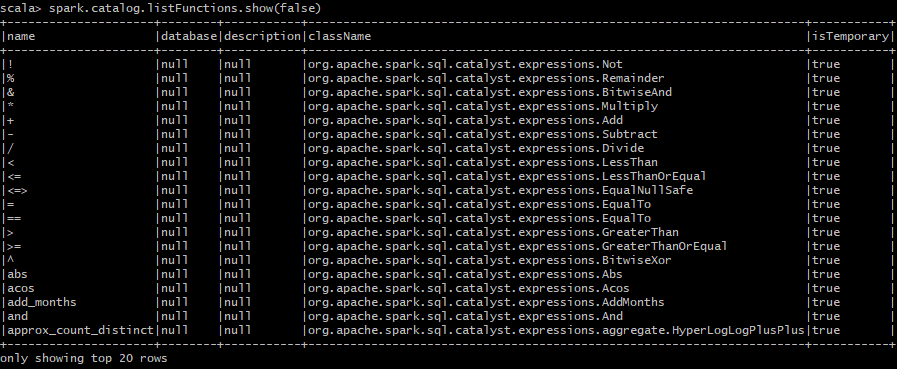 scala> spark.catalog.listFunctions.show(false)
+---------------------+--------+-----------+---------------------------------------------------------------------+-----------+
|name                 |database|description|className                                                            |isTemporary|
+---------------------+--------+-----------+---------------------------------------------------------------------+-----------+
|!                    |null    |null       |org.apache.spark.sql.catalyst.expressions.Not                        |true       |
|%                    |null    |null       |org.apache.spark.sql.catalyst.expressions.Remainder                  |true       |
|&                    |null    |null       |org.apache.spark.sql.catalyst.expressions.BitwiseAnd                 |true       |
|*                    |null    |null       |org.apache.spark.sql.catalyst.expressions.Multiply                   |true       |
|+                    |null    |null       |org.apache.spark.sql.catalyst.expressions.Add                        |true       |
|-                    |null    |null       |org.apache.spark.sql.catalyst.expressions.Subtract                   |true       |
|/                    |null    |null       |org.apache.spark.sql.catalyst.expressions.Divide                     |true       |
|<                    |null    |null       |org.apache.spark.sql.catalyst.expressions.LessThan                   |true       |
|<=                   |null    |null       |org.apache.spark.sql.catalyst.expressions.LessThanOrEqual            |true       |
|<=>                  |null    |null       |org.apache.spark.sql.catalyst.expressions.EqualNullSafe              |true       |
|=                    |null    |null       |org.apache.spark.sql.catalyst.expressions.EqualTo                    |true       |
|==                   |null    |null       |org.apache.spark.sql.catalyst.expressions.EqualTo                    |true       |
|>                    |null    |null       |org.apache.spark.sql.catalyst.expressions.GreaterThan                |true       |
|>=                   |null    |null       |org.apache.spark.sql.catalyst.expressions.GreaterThanOrEqual         |true       |
|^                    |null    |null       |org.apache.spark.sql.catalyst.expressions.BitwiseXor                 |true       |
|abs                  |null    |null       |org.apache.spark.sql.catalyst.expressions.Abs                        |true       |
|acos                 |null    |null       |org.apache.spark.sql.catalyst.expressions.Acos                       |true       |
|add_months           |null    |null       |org.apache.spark.sql.catalyst.expressions.AddMonths                  |true       |
|and                  |null    |null       |org.apache.spark.sql.catalyst.expressions.And                        |true       |
|approx_count_distinct|null    |null       |org.apache.spark.sql.catalyst.expressions.aggregate.HyperLogLogPlusPlus|true       |
+---------------------+--------+-----------+---------------------------------------------------------------------+-----------+
only showing top 20 rows